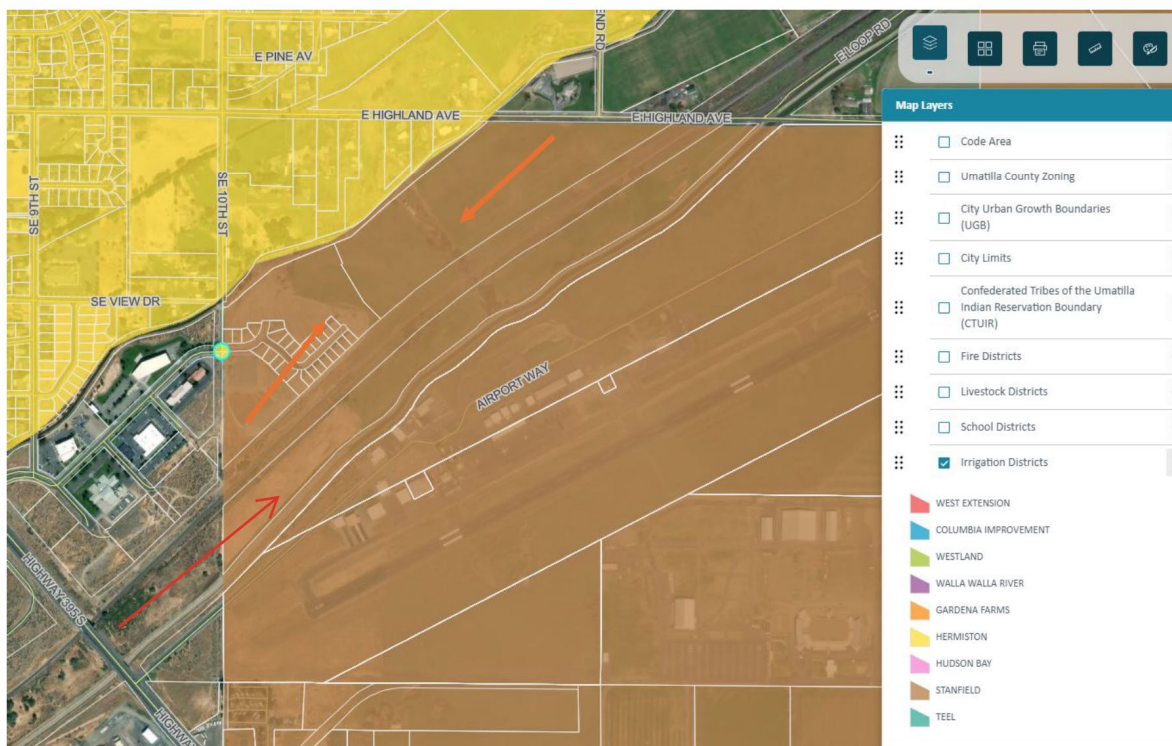 END RD
E LOOP RD
E PINE AV
E HIGHLAND AVE
E HIGHLAND AVE
SE 9TH ST
SE 10TH ST
SE VIEW DR
AIRPORT WAY
HIGHWAY 395 S
HIGHWAY
Map Layers
Code Area
Umatilla County Zoning
City Urban Growth Boundaries
(UGB)
City Limits
Confederated Tribes of the Umatilla
Indian Reservation Boundary
(CTUIR)
Fire Districts
Livestock Districts
School Districts
Irrigation Districts
WEST EXTENSION
COLUMBIA IMPROVEMENT
WESTLAND
WALLA WALLA RIVER
GARDENA FARMS
HERMISTON
HUDSON BAY
STANFIELD
TEEL